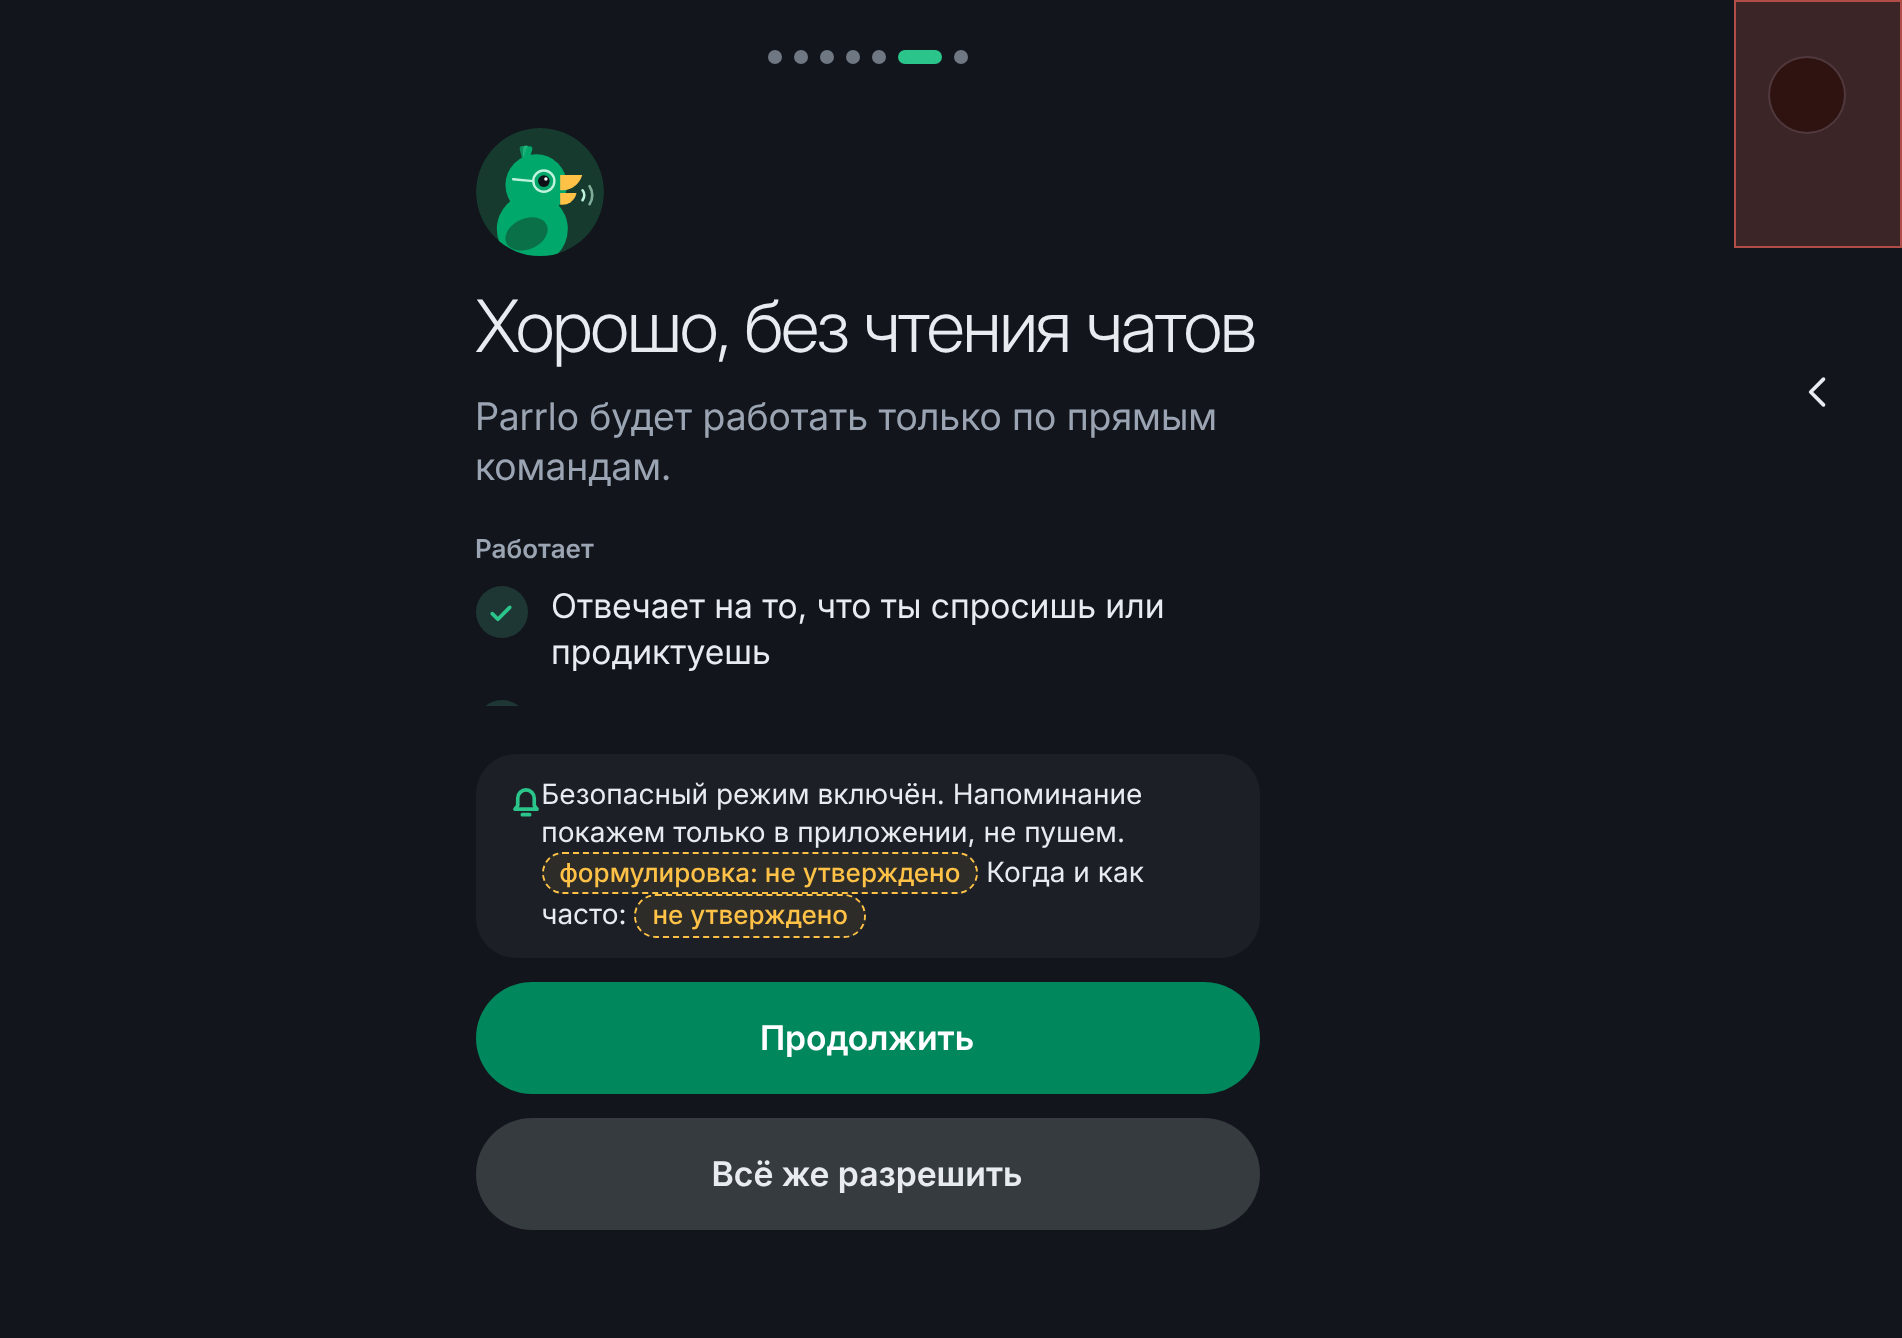 Хорошо, без чтения чатов
Parrlo будет работать только по прямым
командам.
Работает
Отвечает на то, что ты спросишь или
продиктуешь
Безопасный режим включён. Напоминание
покажем только в приложении, не пушем.
формулировка: не утверждено Когда и как
часто: не утверждено
Продолжить
Всё же разрешить